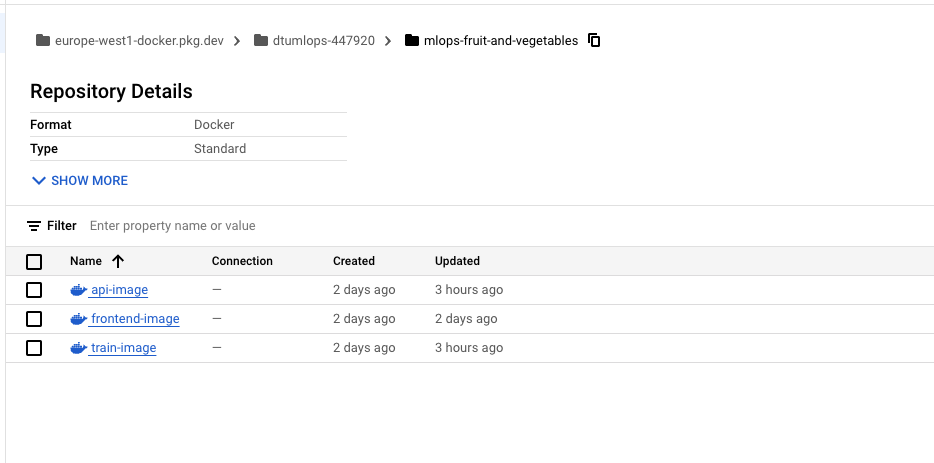 europe-west1-docker.pkg.dev > dtumlops-447920 > mlops-fruit-and-vegetables
Repository Details
Format Docker
Type Standard
SHOW MORE
Filter Enter property name or value
Name Connection Created Updated
api-image — 2 days ago 3 hours ago
frontend-image — 2 days ago 2 days ago
train-image — 2 days ago 3 hours ago